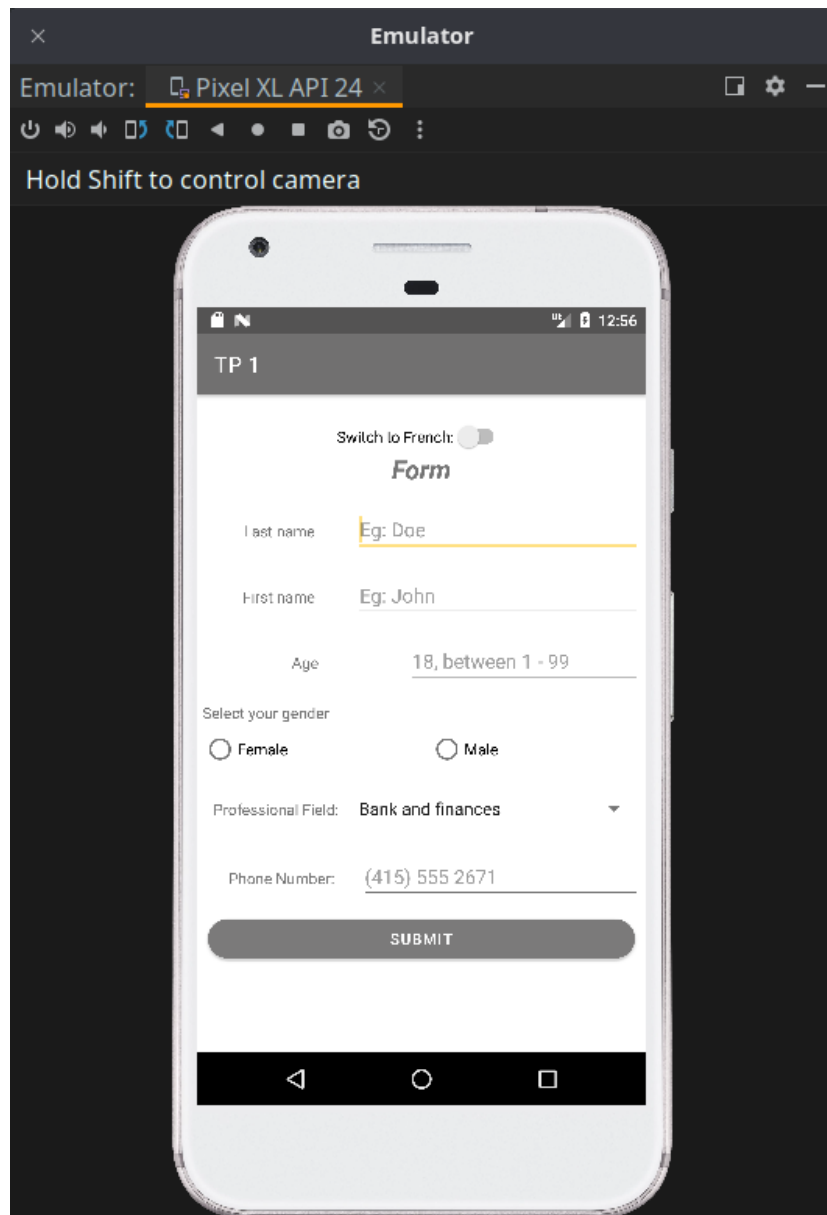 Emulator
Emulator: Pixel XL API 24
Hold Shift to control camera
12:56
TP 1
Switch to French:
Form
Last name Eg: Doe
First name Eg: John
Age 18, between 1 - 99
Select your gender
Female Male
Professional Field: Bank and finances
Phone Number: (415) 555 2671
SUBMIT